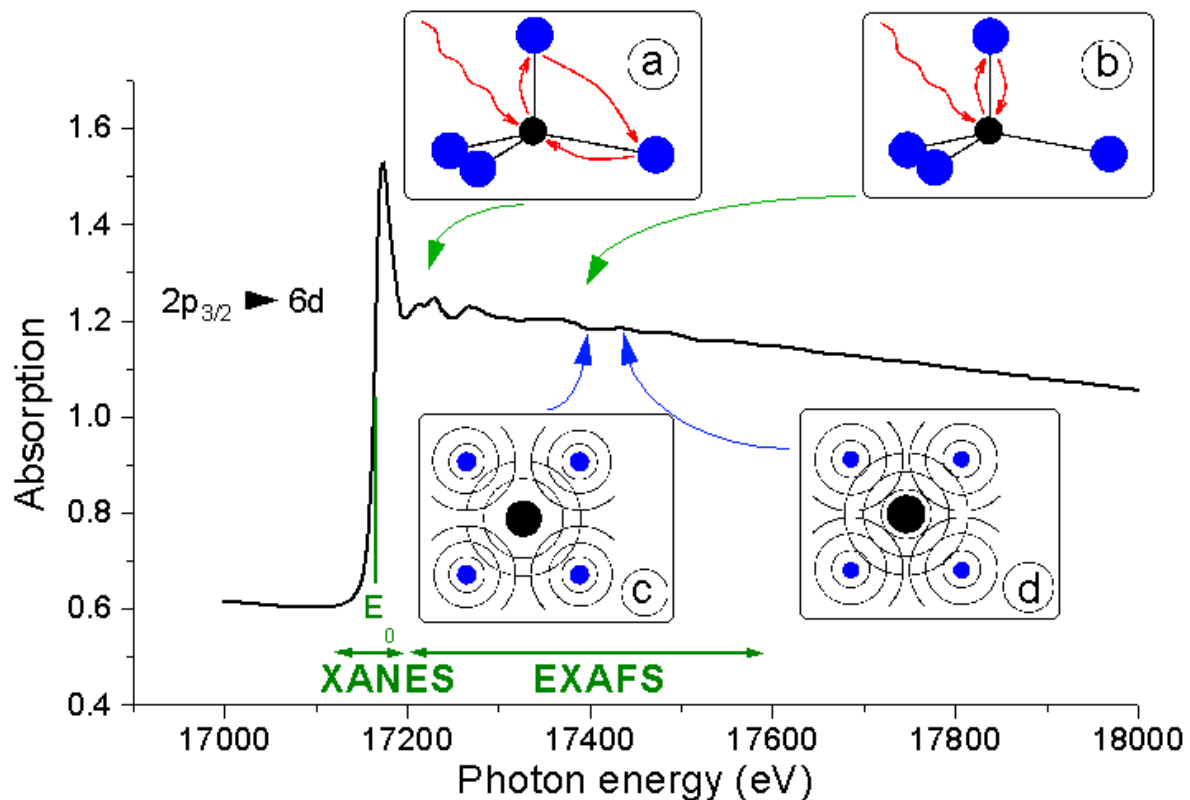 a
b
1.6
1.4
2p3/2 ► 6d
1.2
1.0
0.8
0.6
0.4
Absorption
c
d
E0
XANES
EXAFS
17000 17200 17400 17600 17800 18000
Photon energy (eV)